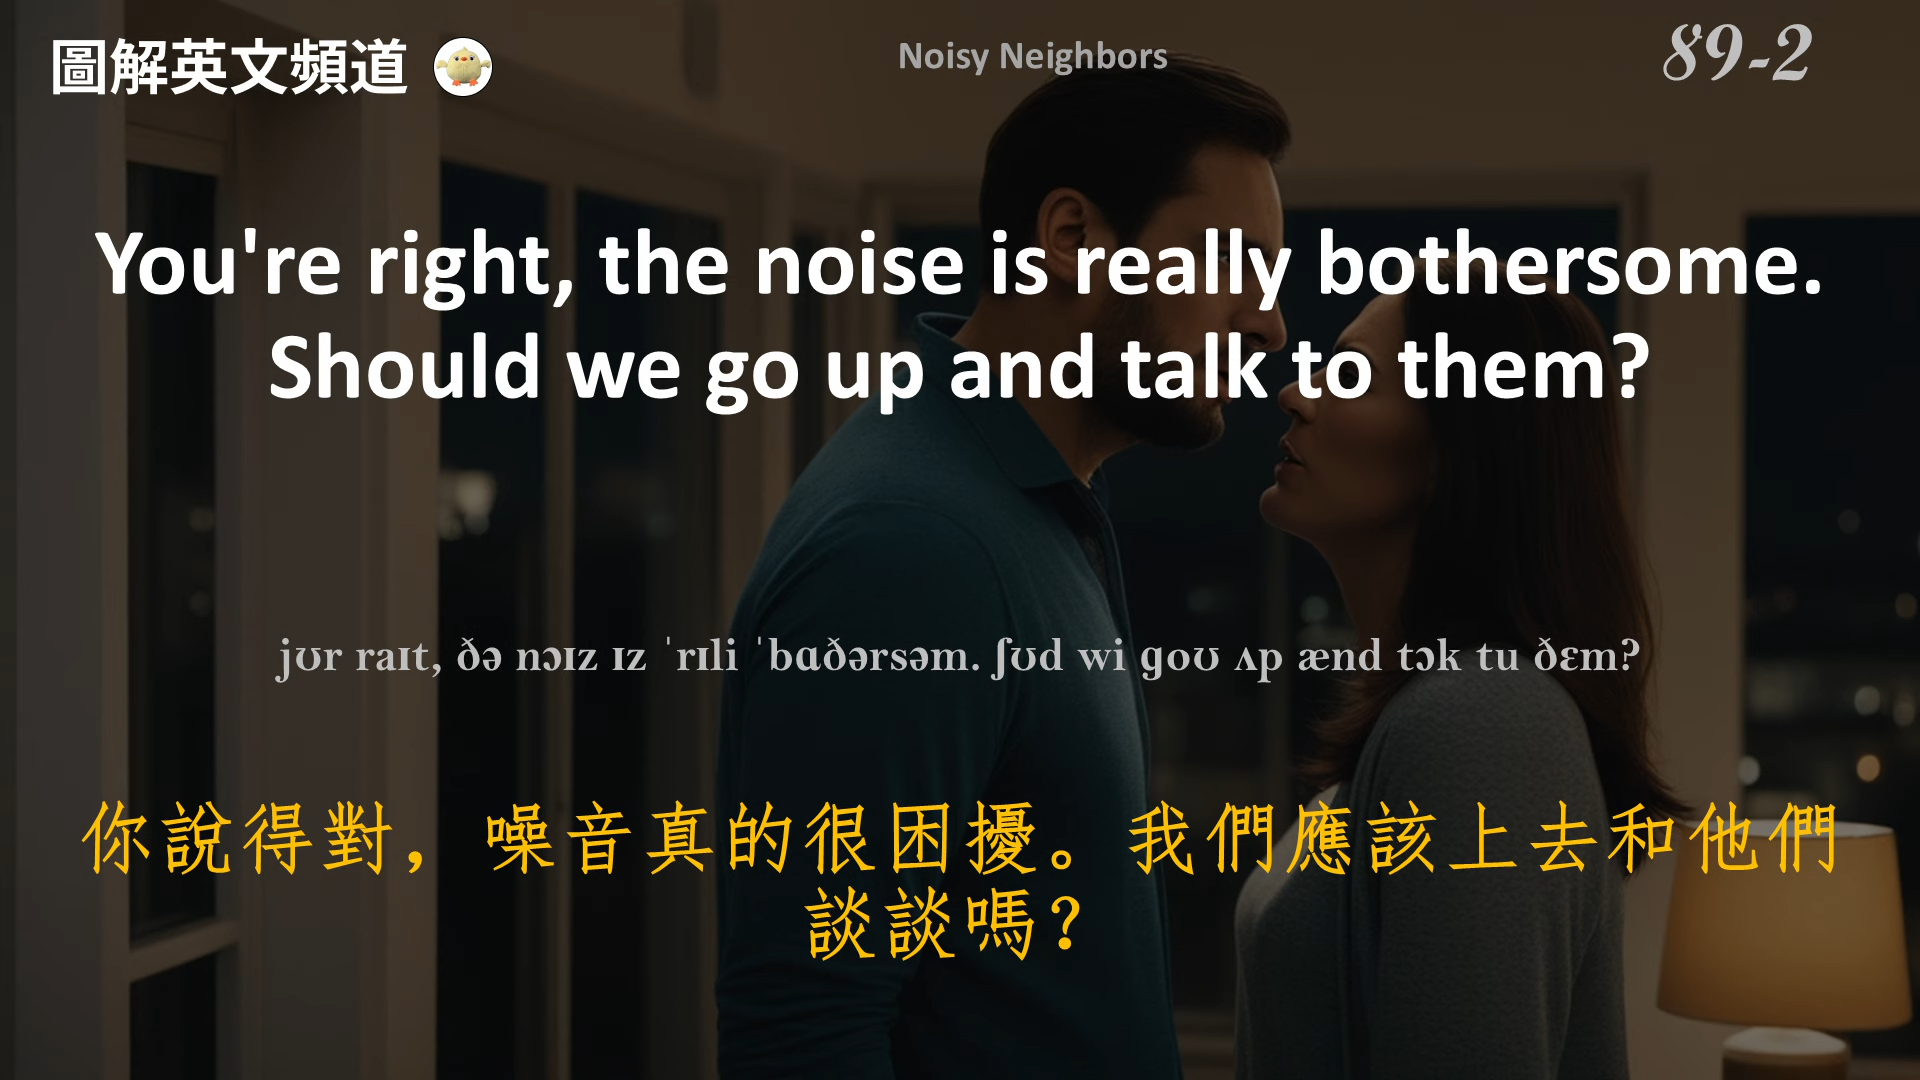 圖解英文頻道
Noisy Neighbors
89-2
You're right, the noise is really bothersome.
Should we go up and talk to them?
jʊr raɪt, ðə nɔɪz ɪz ˈrɪli ˈbɑðərsəm. ʃʊd wi ɡoʊ ʌp ænd tɔk tu ðɛm?
你說得對，噪音真的很困擾。我們應該上去和他們
談談嗎？